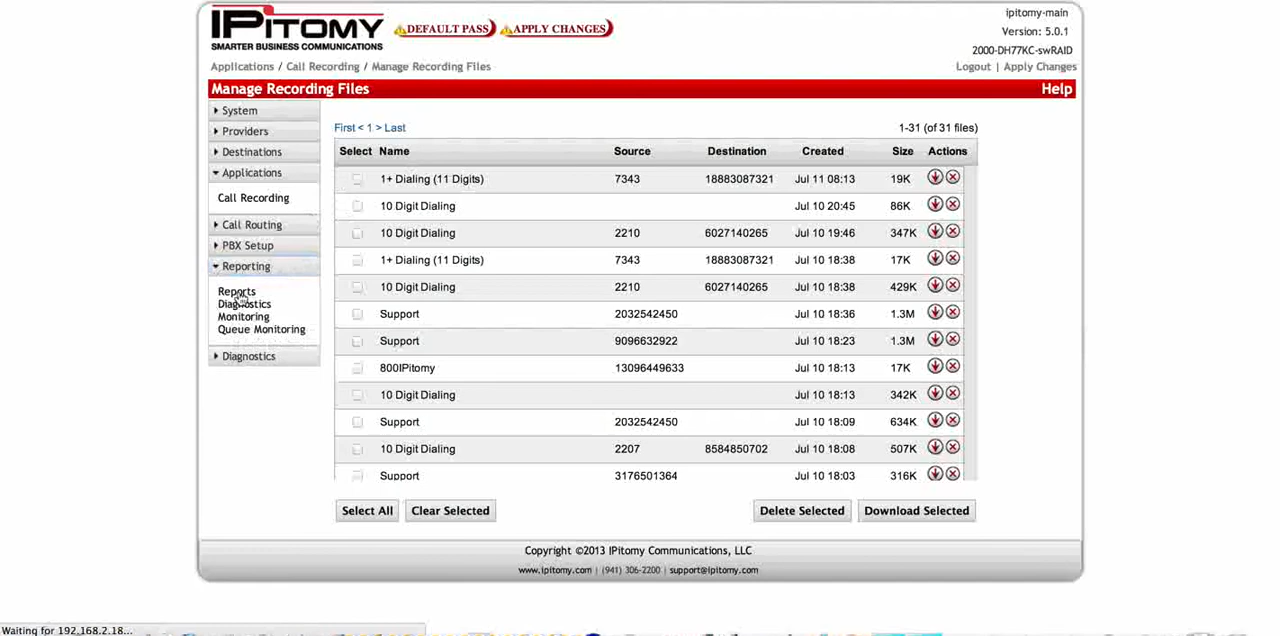 IPITOMY
SMARTER BUSINESS COMMUNICATIONS
DEFAULT PASS
APPLY CHANGES
ipitomy-main
Version: 5.0.1
2000-DH77KC-swRAID
Applications / Call Recording / Manage Recording Files
Logout | Apply Changes
Manage Recording Files
Help
System
Providers
Destinations
Applications
Call Recording
Call Routing
PBX Setup
Reporting
Reports
Diagnostics
Monitoring
Queue Monitoring
Diagnostics
First < 1 > Last
1-31 (of 31 files)
Select Name Source Destination Created Size Actions
1+ Dialing (11 Digits) 7343 18883087321 Jul 11 08:13 19K
10 Digit Dialing Jul 10 20:45 86K
10 Digit Dialing 2210 6027140265 Jul 10 19:46 347K
1+ Dialing (11 Digits) 7343 18883087321 Jul 10 18:38 17K
10 Digit Dialing 2210 6027140265 Jul 10 18:38 429K
Support 2032542450 Jul 10 18:36 1.3M
Support 9096632922 Jul 10 18:23 1.3M
800IPitomy 13096449633 Jul 10 18:13 17K
10 Digit Dialing Jul 10 18:13 342K
Support 2032542450 Jul 10 18:09 634K
10 Digit Dialing 2207 8584850702 Jul 10 18:08 507K
Support 3176501364 Jul 10 18:03 316K
Select All
Clear Selected
Delete Selected
Download Selected
Copyright ©2013 IPitomy Communications, LLC
www.ipitomy.com | (941) 306-2200 | support@ipitomy.com
Waiting for 192.168.2.18...